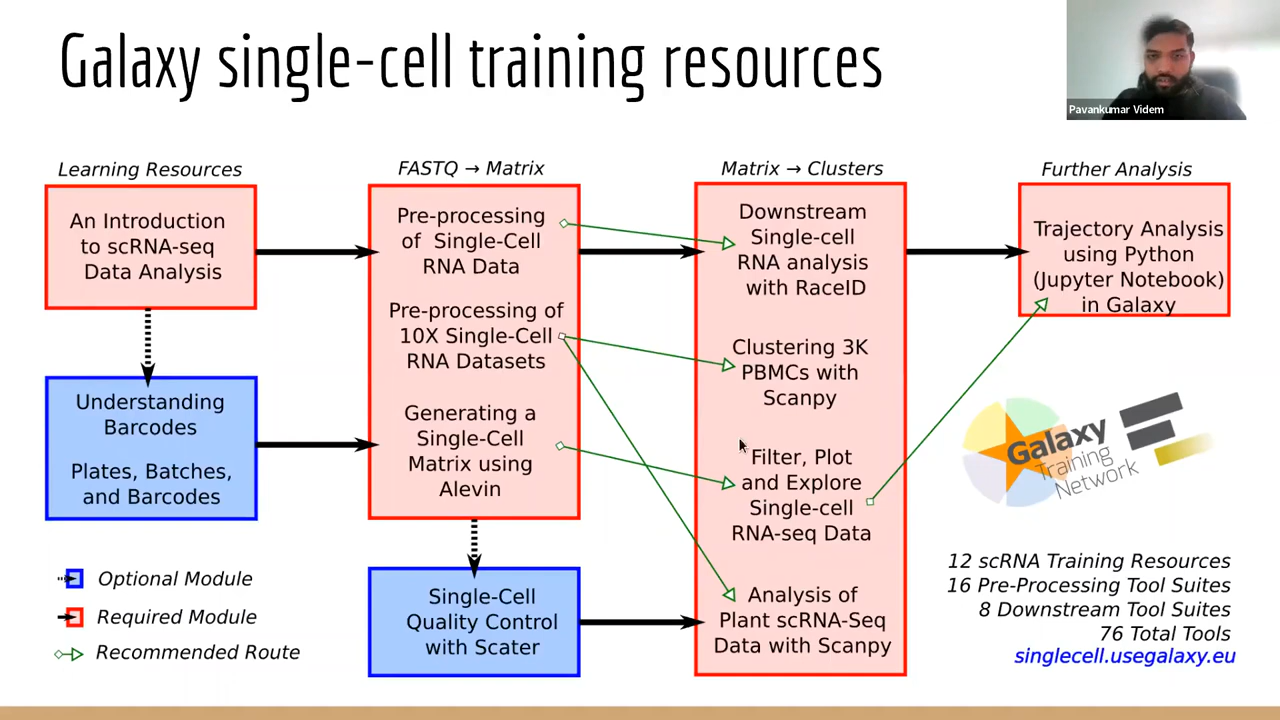 Galaxy single-cell training resources
Pavankumar Videm
Learning Resources
An Introduction
to scRNA-seq
Data Analysis
Understanding
Barcodes
Plates, Batches,
and Barcodes
Optional Module
Required Module
Recommended Route
FASTQ → Matrix
Pre-processing
of Single-Cell
RNA Data
Pre-processing of
10X Single-Cell
RNA Datasets
Generating a
Single-Cell
Matrix using
Alevin
Single-Cell
Quality Control
with Scater
Matrix → Clusters
Downstream
Single-cell
RNA analysis
with RaceID
Clustering 3K
PBMCs with
Scanpy
Filter, Plot
and Explore
Single-cell
RNA-seq Data
Analysis of
Plant scRNA-Seq
Data with Scanpy
Further Analysis
Trajectory Analysis
using Python
(Jupyter Notebook)
in Galaxy
Galaxy
Training
Network
12 scRNA Training Resources
16 Pre-Processing Tool Suites
8 Downstream Tool Suites
76 Total Tools
singlecell.usegalaxy.eu